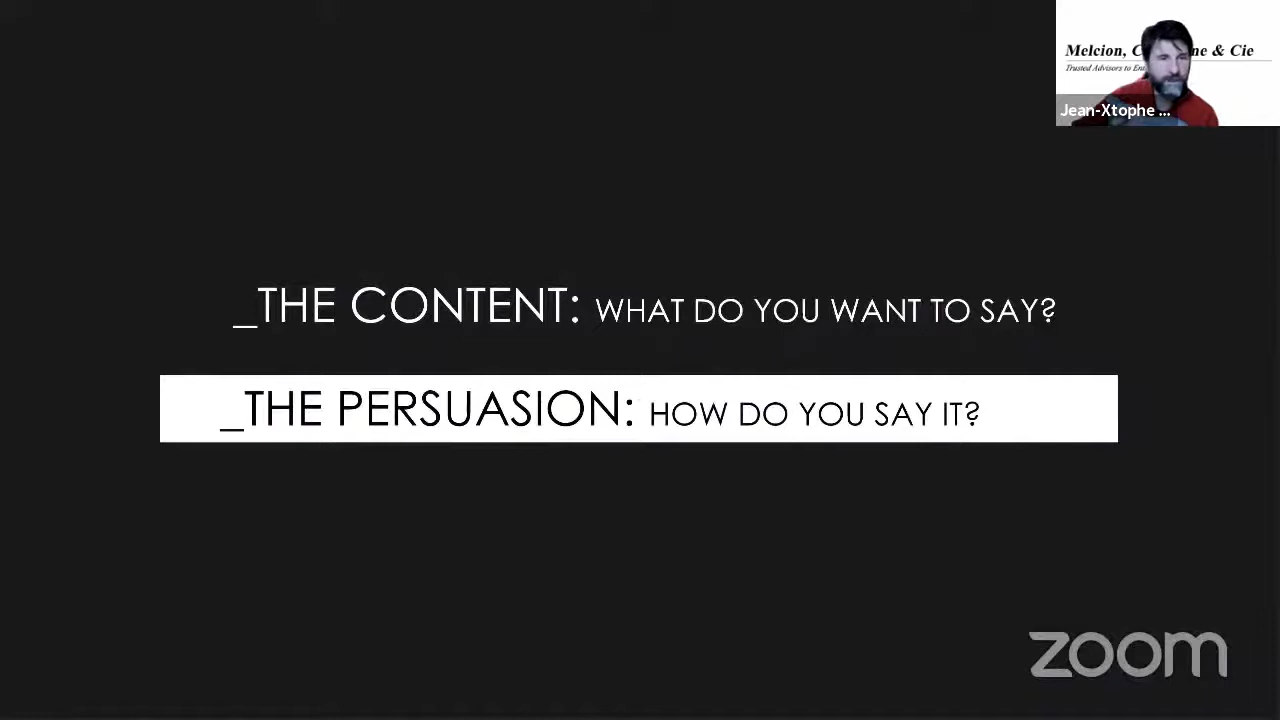 Melcion, C ne & Cie
Trusted Advisors to
Jean-Xtophe ...
_THE CONTENT: WHAT DO YOU WANT TO SAY?
_THE PERSUASION: HOW DO YOU SAY IT?
zoom